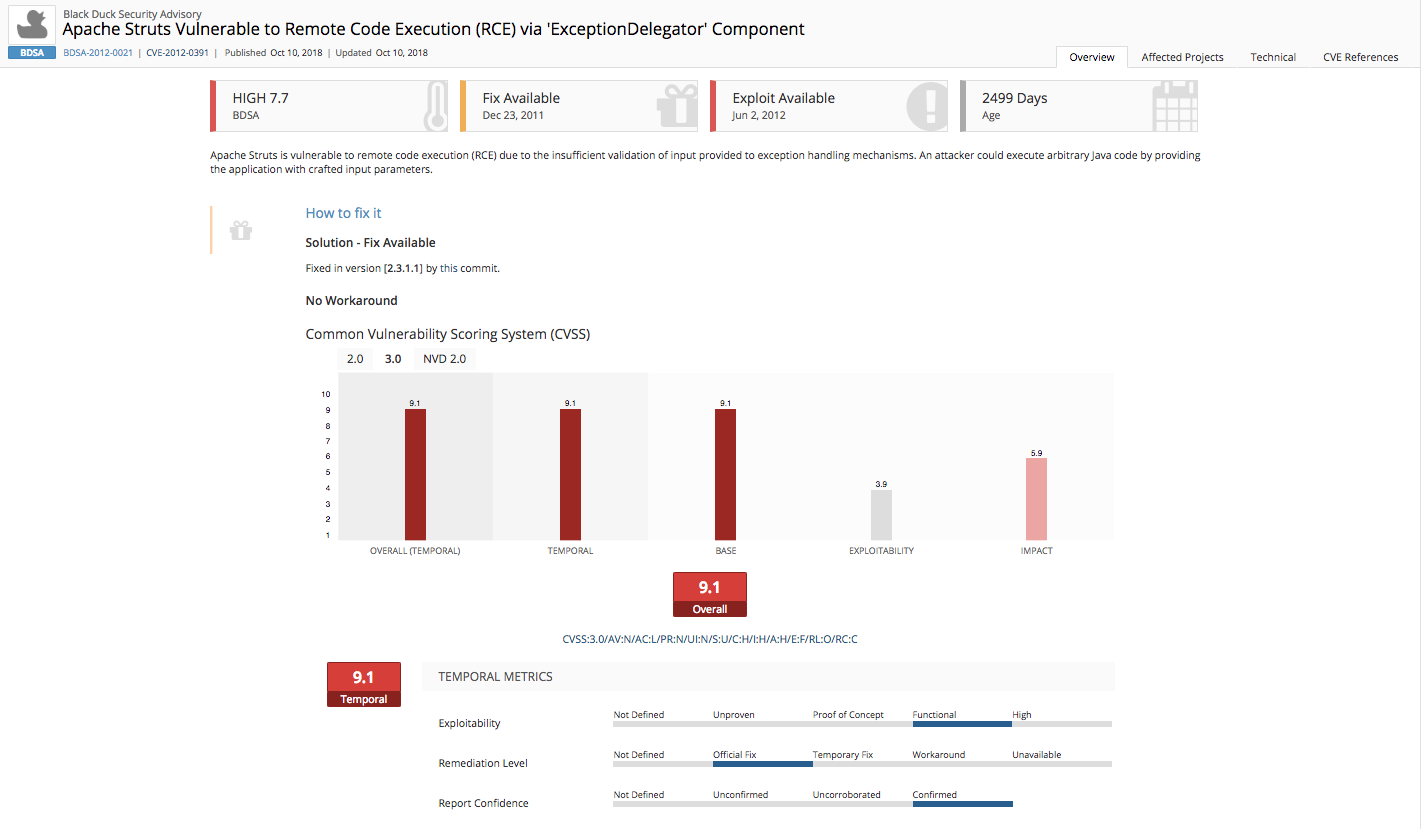 Black Duck Security Advisory
Apache Struts Vulnerable to Remote Code Execution (RCE) via 'ExceptionDelegator' Component
BDSA
BDSA-2012-0021 | CVE-2012-0391 | Published Oct 10, 2018 | Updated Oct 10, 2018
Overview Affected Projects Technical CVE References
HIGH 7.7
BDSA
Fix Available
Dec 23, 2011
Exploit Available
Jun 2, 2012
2499 Days
Age
Apache Struts is vulnerable to remote code execution (RCE) due to the insufficient validation of input provided to exception handling mechanisms. An attacker could execute arbitrary Java code by providing
the application with crafted input parameters.
How to fix it
Solution - Fix Available
Fixed in version [2.3.1.1] by this commit.
No Workaround
Common Vulnerability Scoring System (CVSS)
2.0 3.0 NVD 2.0
10
9
8
7
6
5
4
3
2
1
9.1
9.1
9.1
3.9
5.9
OVERALL (TEMPORAL) TEMPORAL BASE EXPLOITABILITY IMPACT
9.1
Overall
CVSS:3.0/AV:N/AC:L/PR:N/UI:N/S:U/C:H/I:H/A:H/E:F/RL:O/RC:C
9.1
Temporal
TEMPORAL METRICS
Exploitability Not Defined Unproven Proof of Concept Functional High
Remediation Level Not Defined Official Fix Temporary Fix Workaround Unavailable
Report Confidence Not Defined Unconfirmed Uncorroborated Confirmed